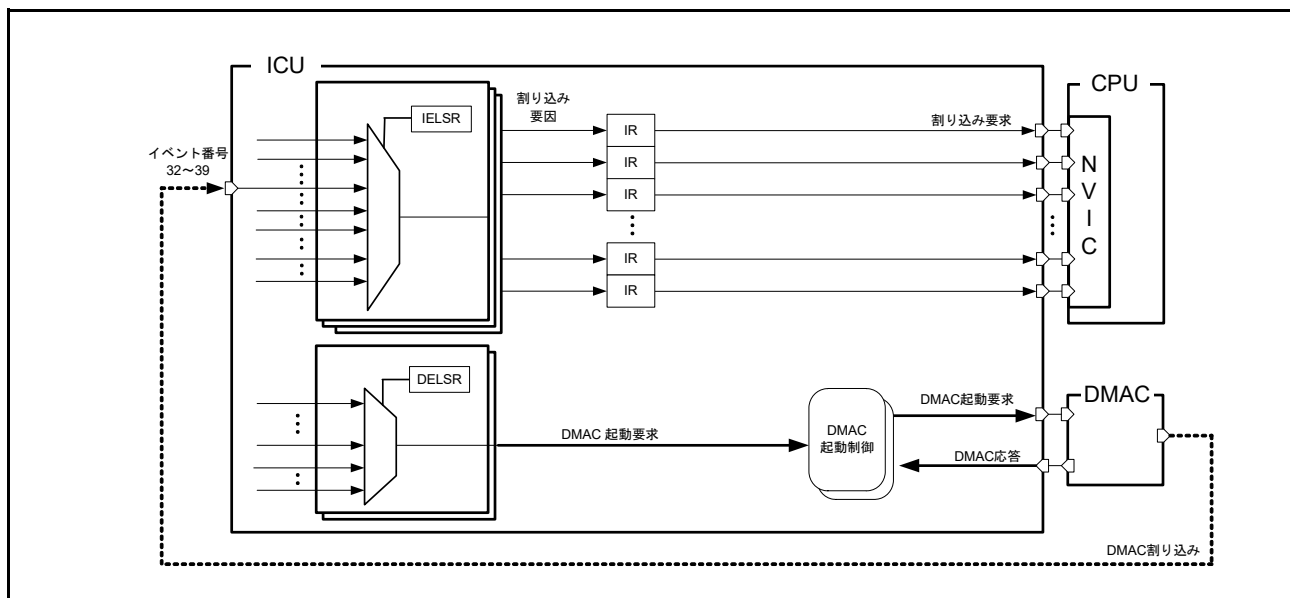 ICU
CPU
割り込み
要因
IELSR
IR
割り込み要求
イベント番号
32～39
IR
IR
N
V
I
C
IR
IR
DELSR
DMAC 起動要求
DMAC
起動制御
DMAC起動要求
DMAC応答
DMAC
DMAC割り込み